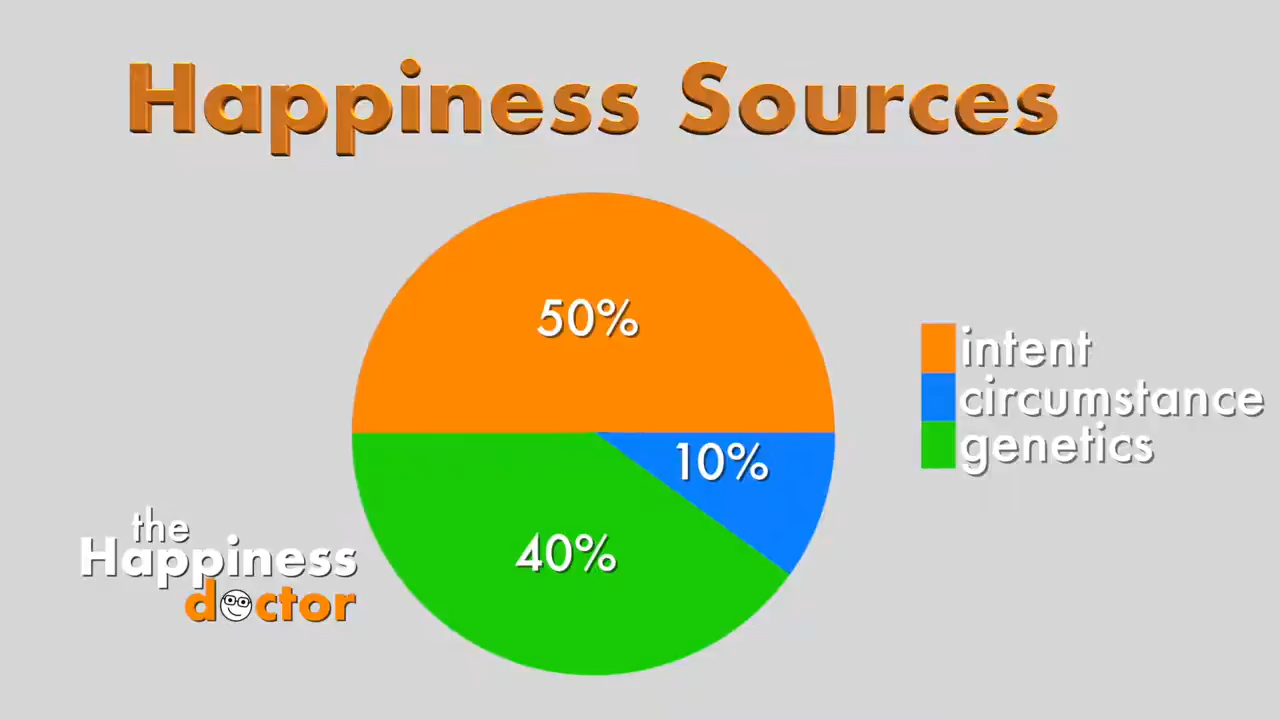 Happiness Sources
50%
10%
40%
intent
circumstance
genetics
the
Happiness
doctor